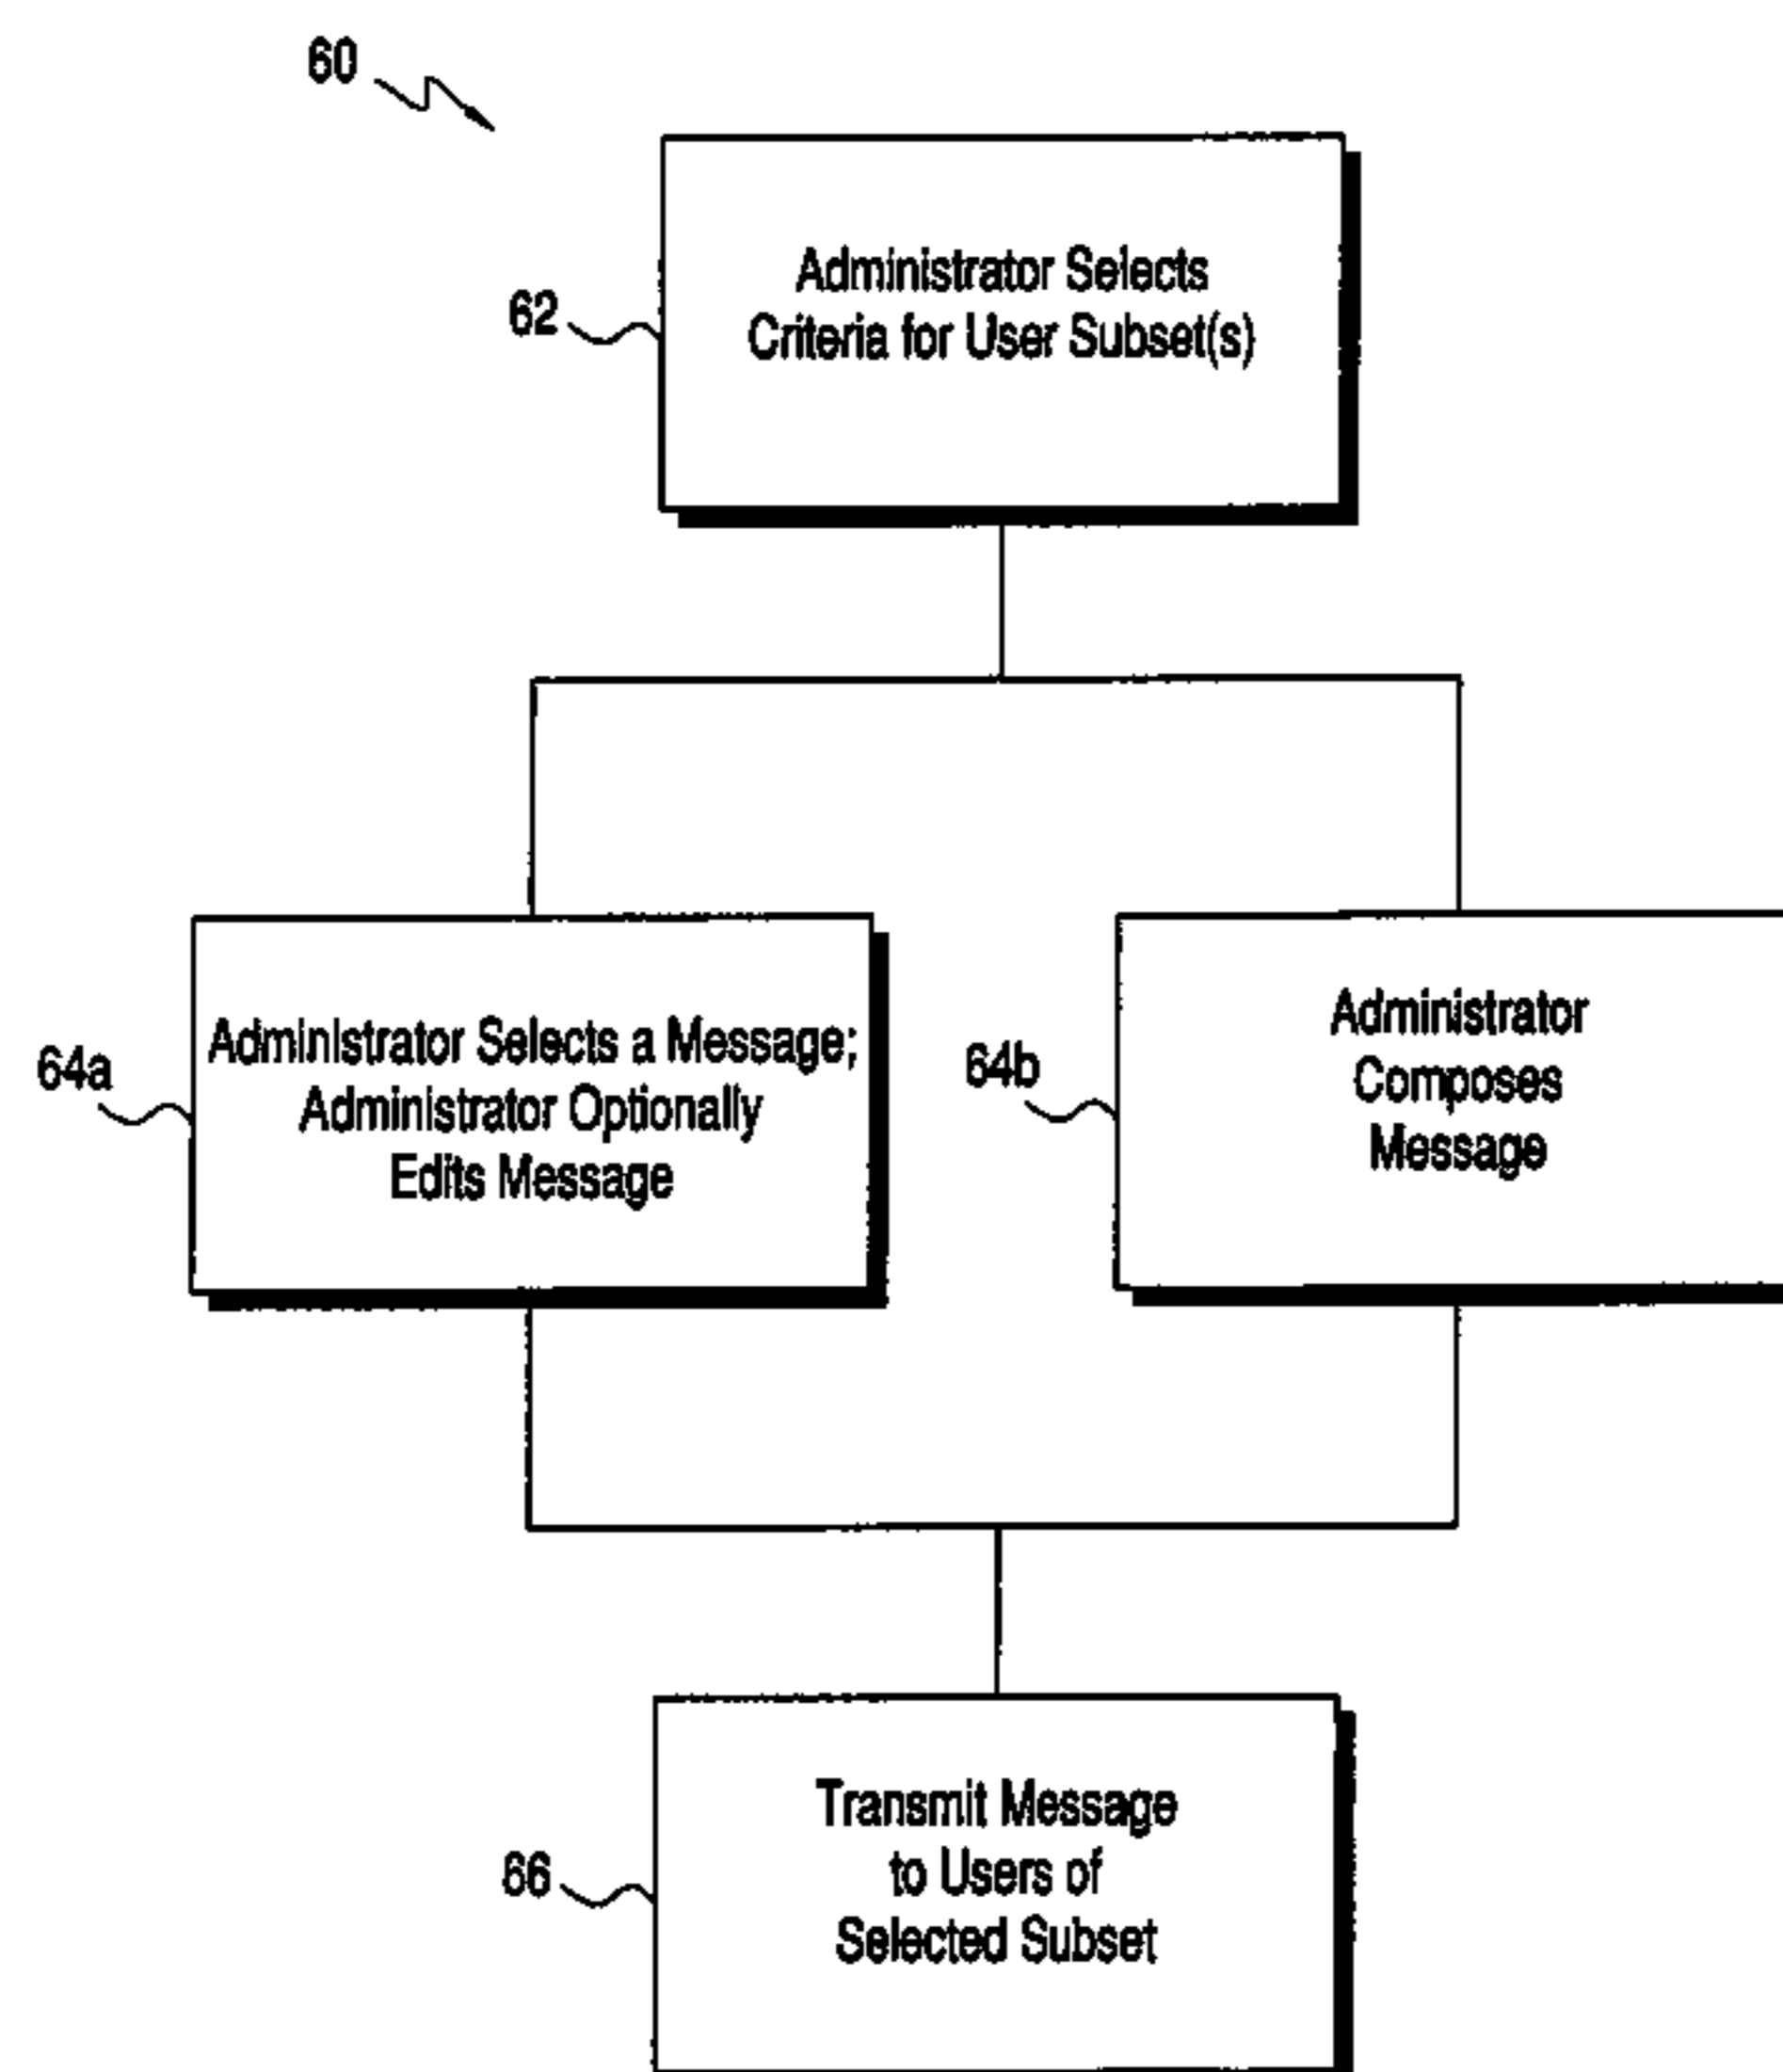 60
Administrator Selects
Criteria for User Subset(s)
62
Administrator Selects a Message;
Administrator Optionally
Edits Message
64a
Administrator
Composes
Message
64b
Transmit Message
to Users of
Selected Subset
66